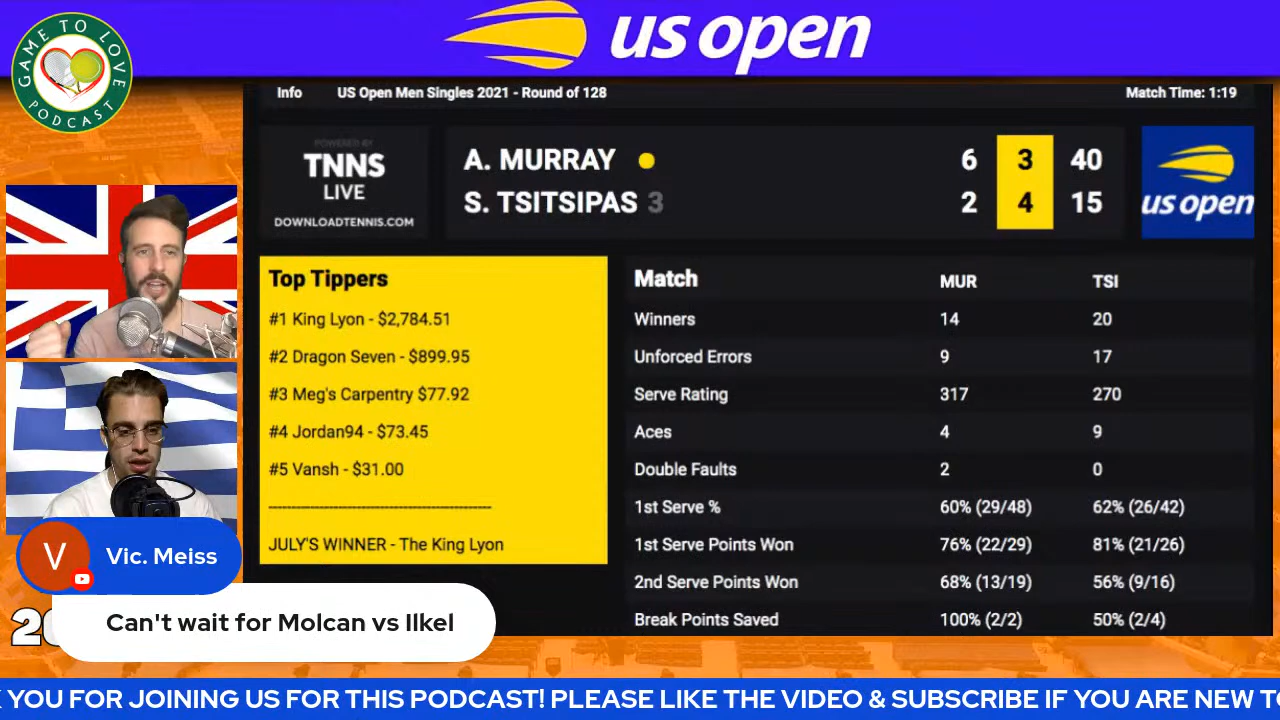 GAME TO LOVE
PODCAST
us open
Info US Open Men Singles 2021 - Round of 128 Match Time: 1:19
POWERED BY
TNNS
LIVE
DOWNLOADTENNIS.COM
A. MURRAY 6 3 40
S. TSITSIPAS 3 2 4 15
us open
Top Tippers
#1 King Lyon - $2,784.51
#2 Dragon Seven - $899.95
#3 Meg's Carpentry $77.92
#4 Jordan94 - $73.45
#5 Vansh - $31.00
--------------------------------------------------
JULY'S WINNER - The King Lyon
Match MUR TSI
Winners 14 20
Unforced Errors 9 17
Serve Rating 317 270
Aces 4 9
Double Faults 2 0
1st Serve % 60% (29/48) 62% (26/42)
1st Serve Points Won 76% (22/29) 81% (21/26)
2nd Serve Points Won 68% (13/19) 56% (9/16)
Break Points Saved 100% (2/2) 50% (2/4)
V Vic. Meiss
Can't wait for Molcan vs Ilkel
YOU FOR JOINING US FOR THIS PODCAST! PLEASE LIKE THE VIDEO & SUBSCRIBE IF YOU ARE NEW TO